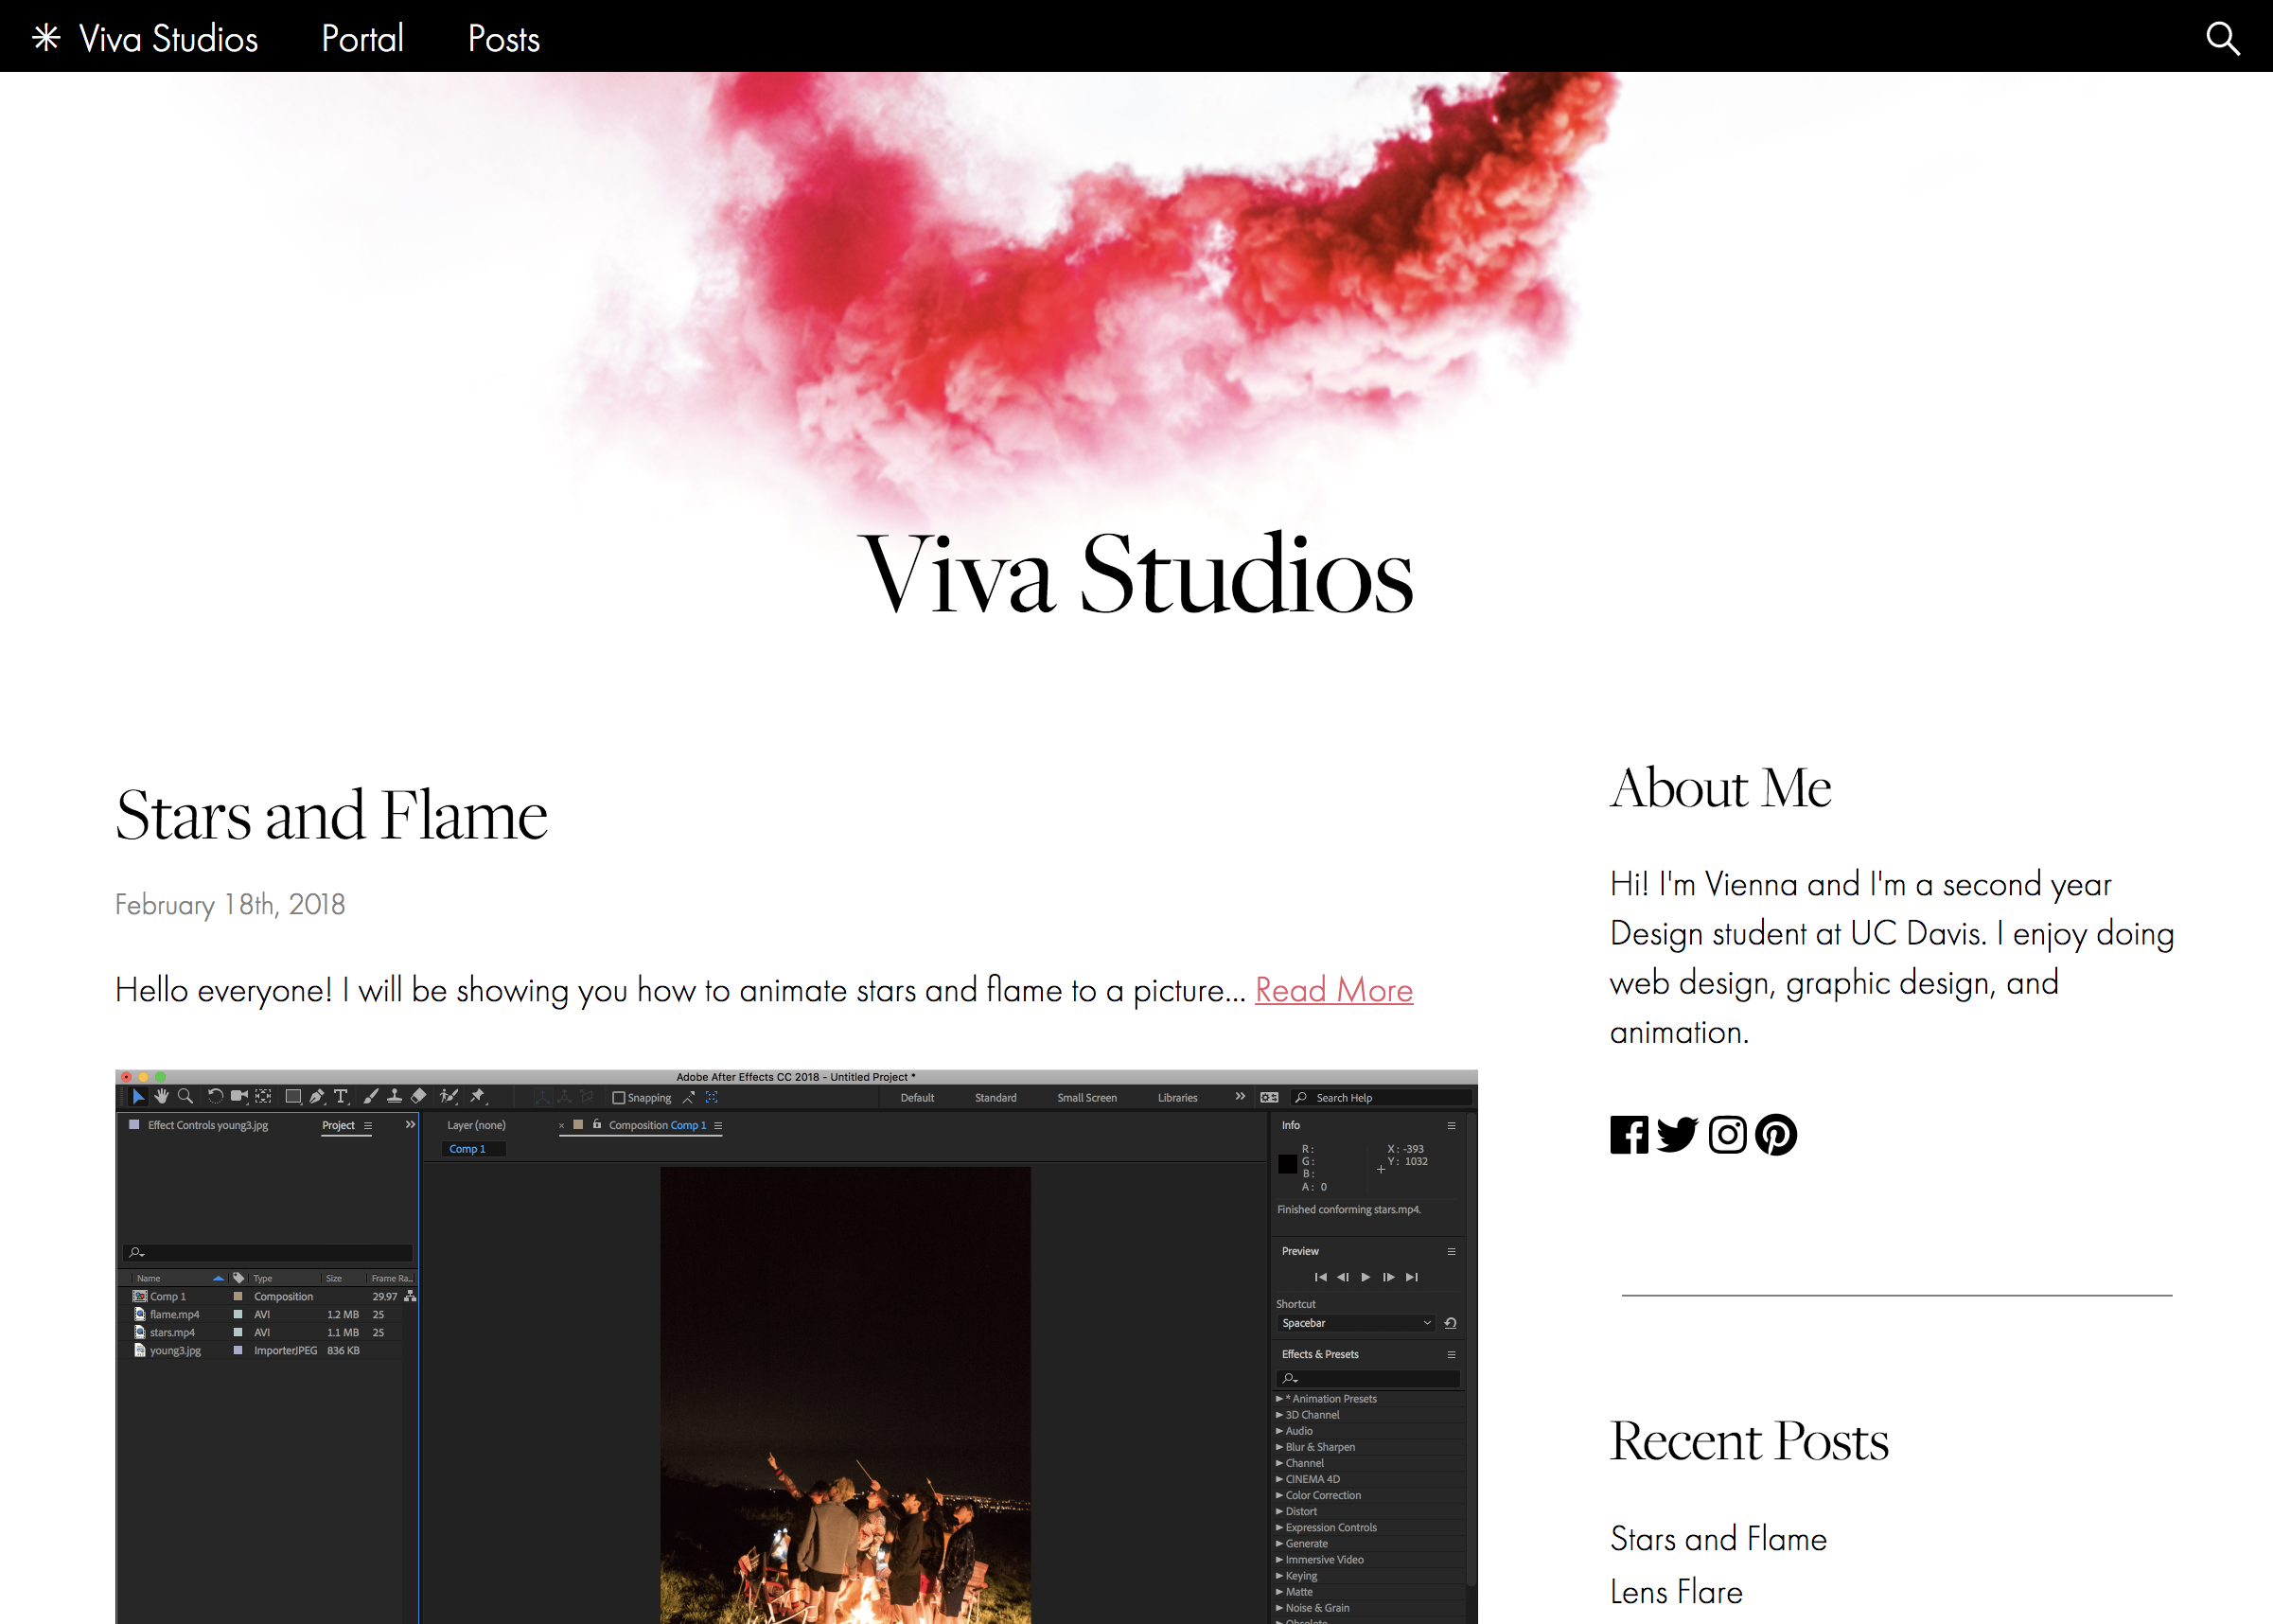 Viva Studios
Portal
Posts
Viva Studios
Stars and Flame
February 18th, 2018
Hello everyone! I will be showing you how to animate stars and flame to a picture... Read More
Adobe After Effects CC 2018 - Untitled Project *
Snapping
Default
Standard
Small Screen
Libraries
Search Help
Effect Controls young3.jpg
Project
Layer (none)
Composition Comp 1
Comp 1
Name Type Size Frame Ra...
Comp 1 Composition 29.97
flame.mp4 AVI 1.2 MB 25
stars.mp4 AVI 1.1 MB 25
young3.jpg ImporterJPEG 836 KB
Info
R: X: -393
G: Y: 1032
B:
A: 0
Finished conforming stars.mp4.
Preview
Shortcut
Spacebar
Effects & Presets
* Animation Presets
3D Channel
Audio
Blur & Sharpen
Channel
CINEMA 4D
Color Correction
Distort
Expression Controls
Generate
Immersive Video
Keying
Matte
Noise & Grain
Obsolete
About Me
Hi! I'm Vienna and I'm a second year
Design student at UC Davis. I enjoy doing
web design, graphic design, and
animation.
Recent Posts
Stars and Flame
Lens Flare